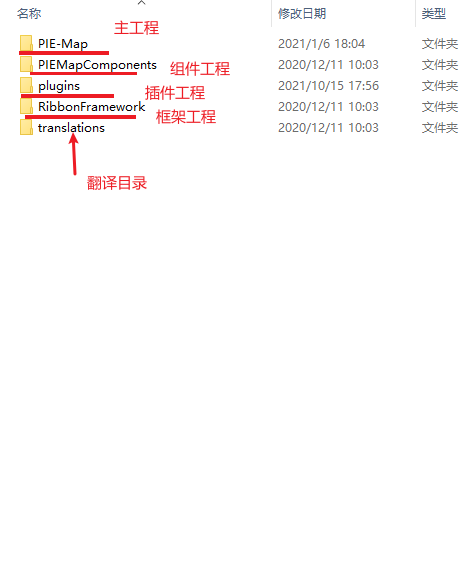 名称 修改日期 类型
主工程
PIE-Map 2021/1/6 18:04 文件夹
PIEMapComponents 2020/12/11 10:03 文件夹
组件工程
plugins 2021/10/15 17:56 文件夹
插件工程
RibbonFramework 2020/12/11 10:03 文件夹
框架工程
translations 2020/12/11 10:03 文件夹
翻译目录